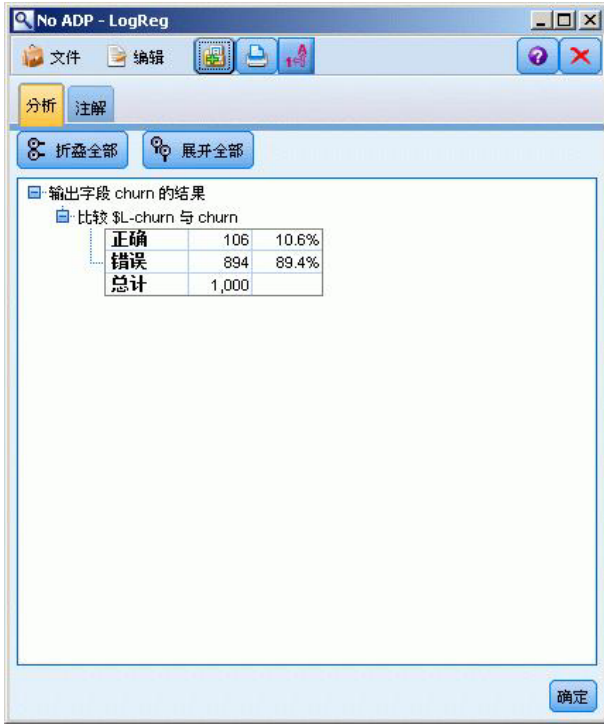 No ADP - LogReg
文件 编辑
分析 注解
折叠全部 展开全部
输出字段 churn 的结果
比较 $L-churn 与 churn
正确 106 10.6%
错误 894 89.4%
总计 1,000
确定